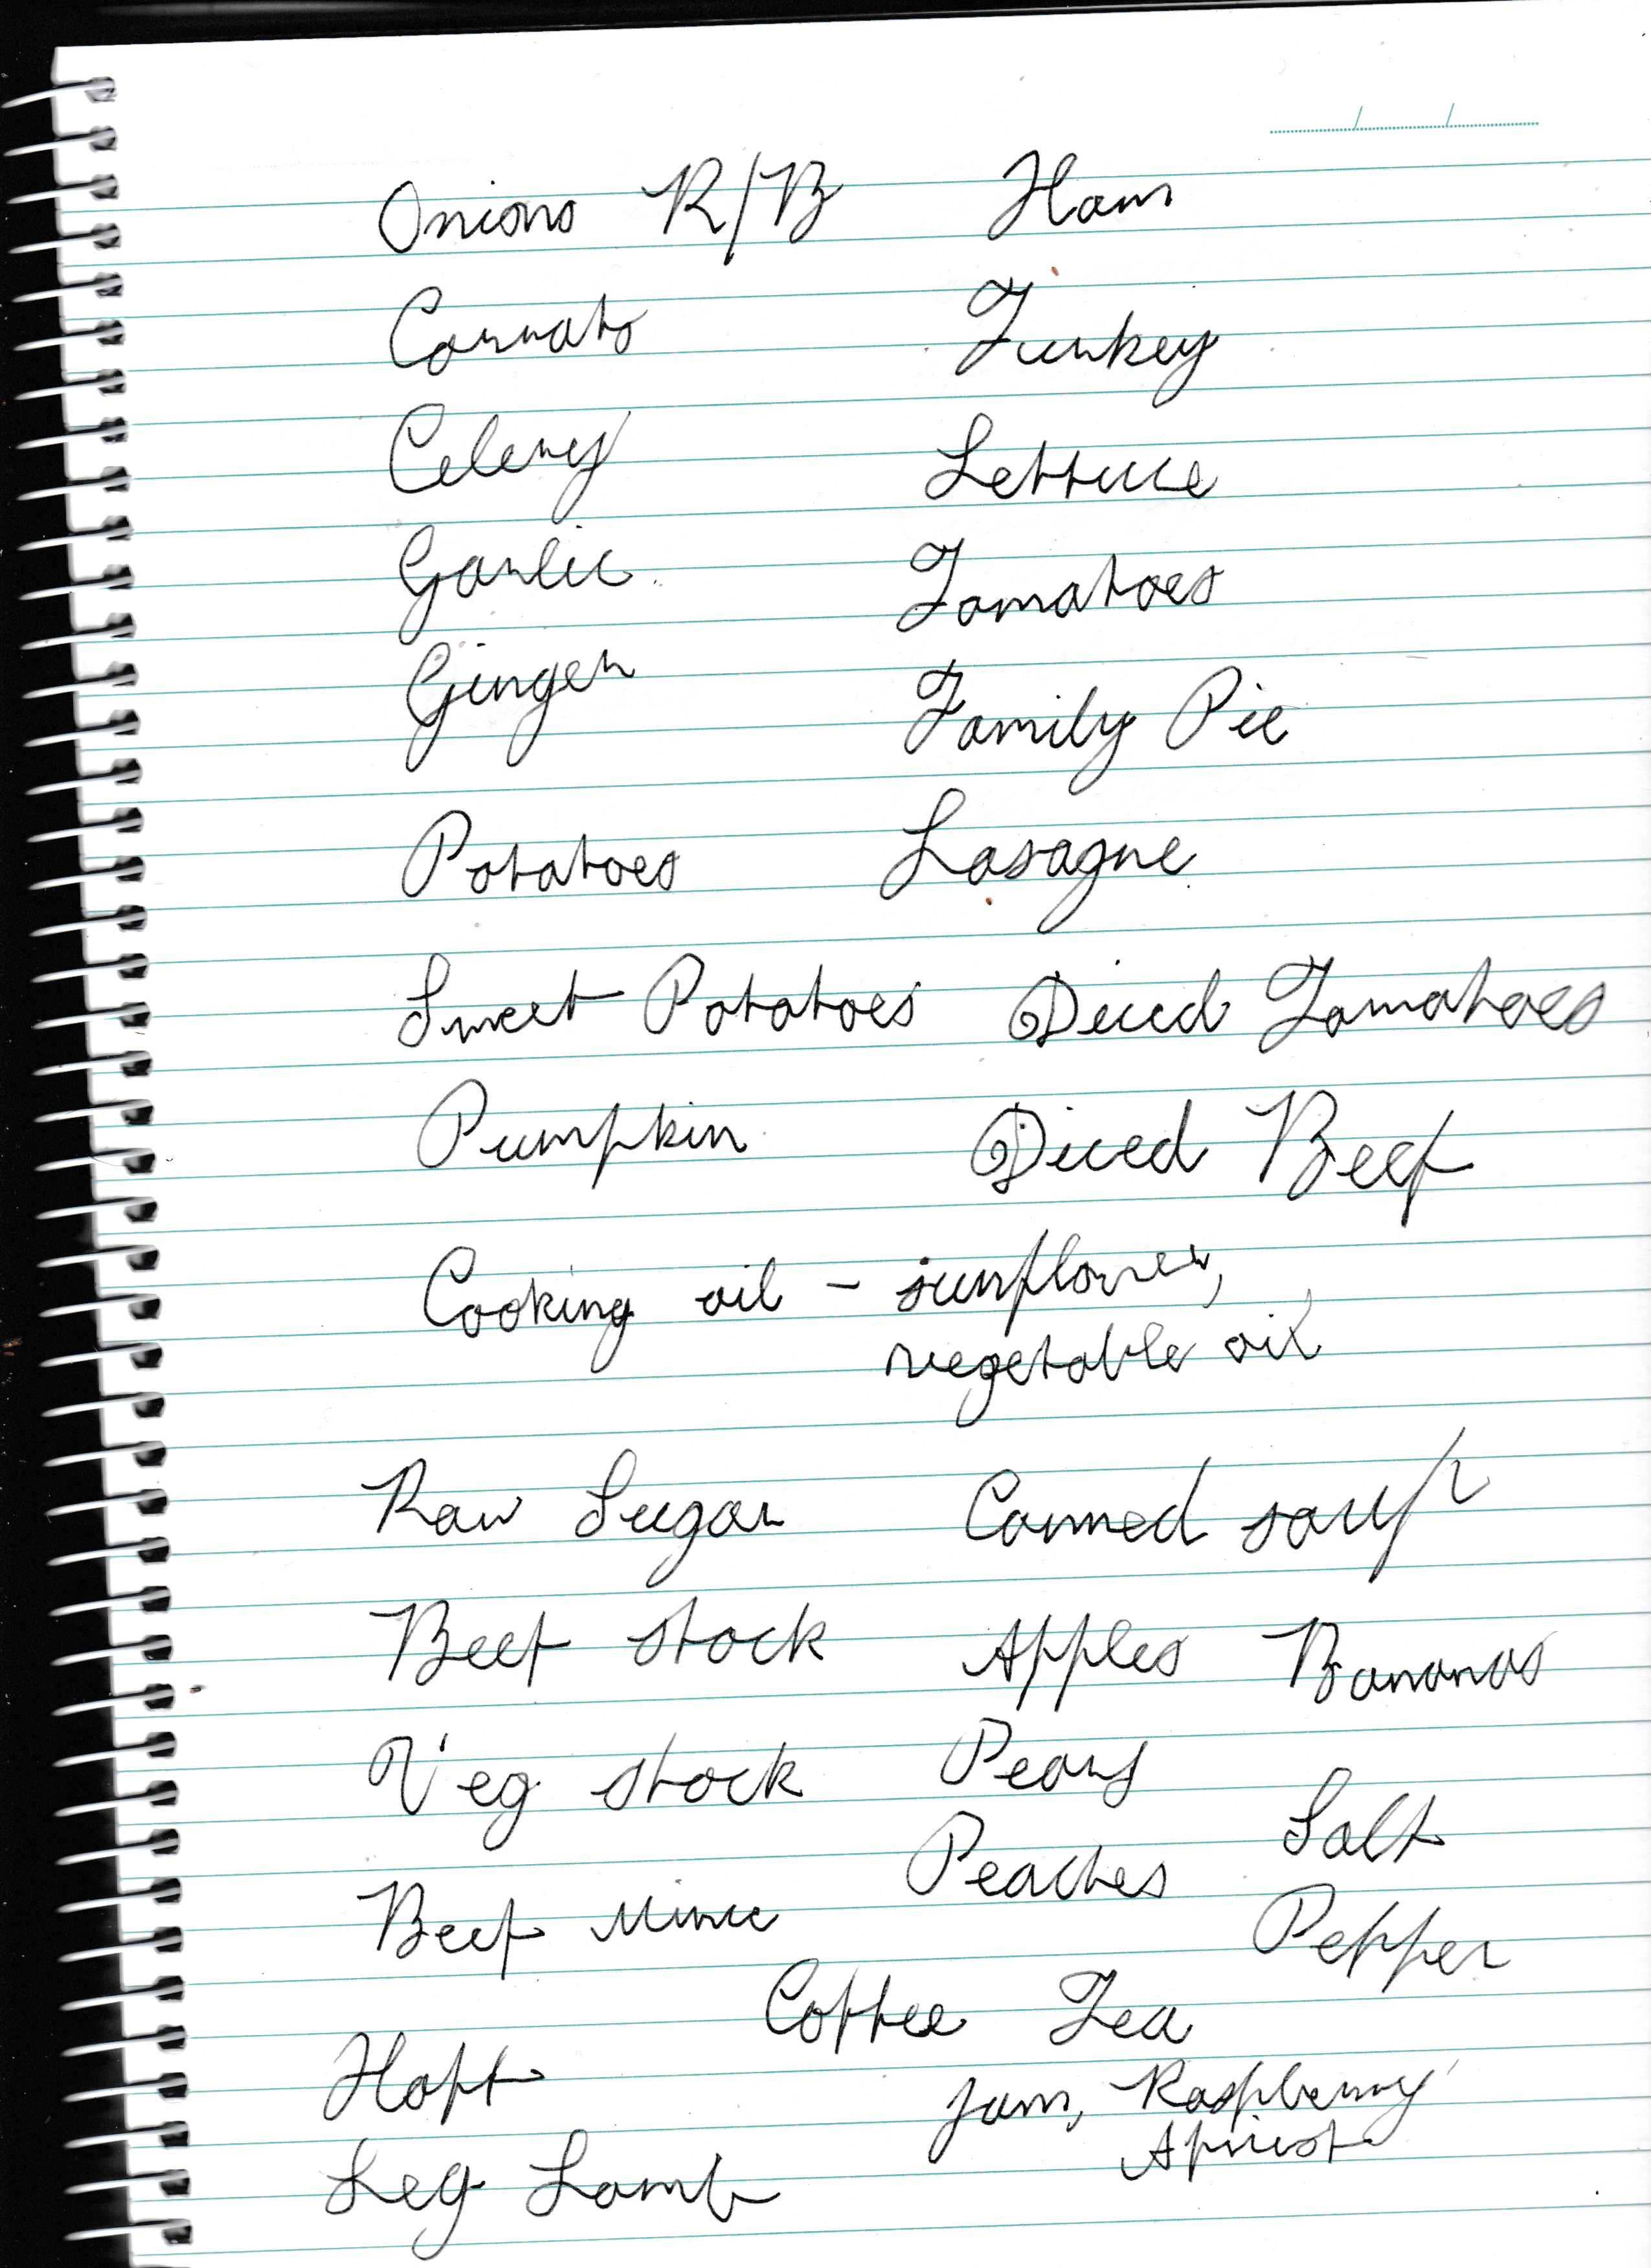 Onions R/B Ham
Carrots Turkey
Celery Lettuce
Garlic Tomatoes
Ginger Family Pie
Potatoes Lasagne
Sweet Potatoes Diced Tomatoes
Pumpkin Diced Beef
Cooking oil - sunflower,
vegetable oil
Raw Sugar Canned soup
Beef stock Apples Bananas
Veg stock Pears
Salt
Peaches
Beef Mince
Pepper
Coffee Tea
Half
Jam, Raspberry
Apricot
Leg Lamb